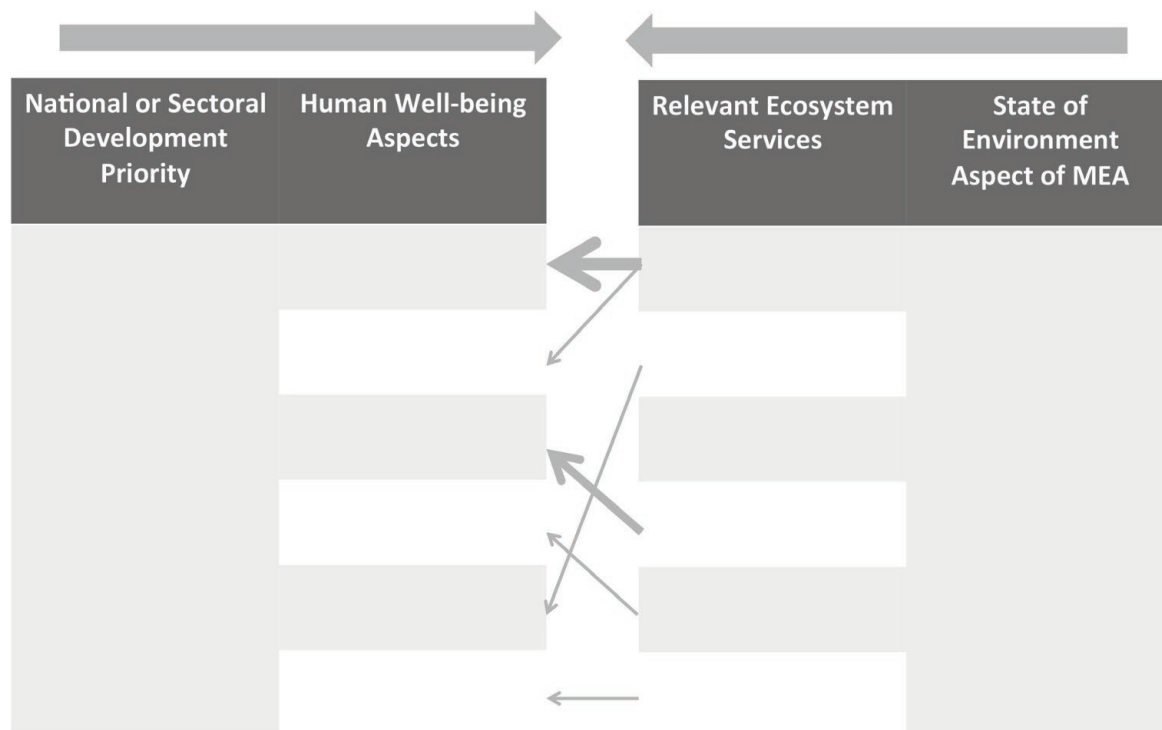 National or Sectoral
Development
Priority
Human Well-being
Aspects
Relevant Ecosystem
Services
State of
Environment
Aspect of MEA